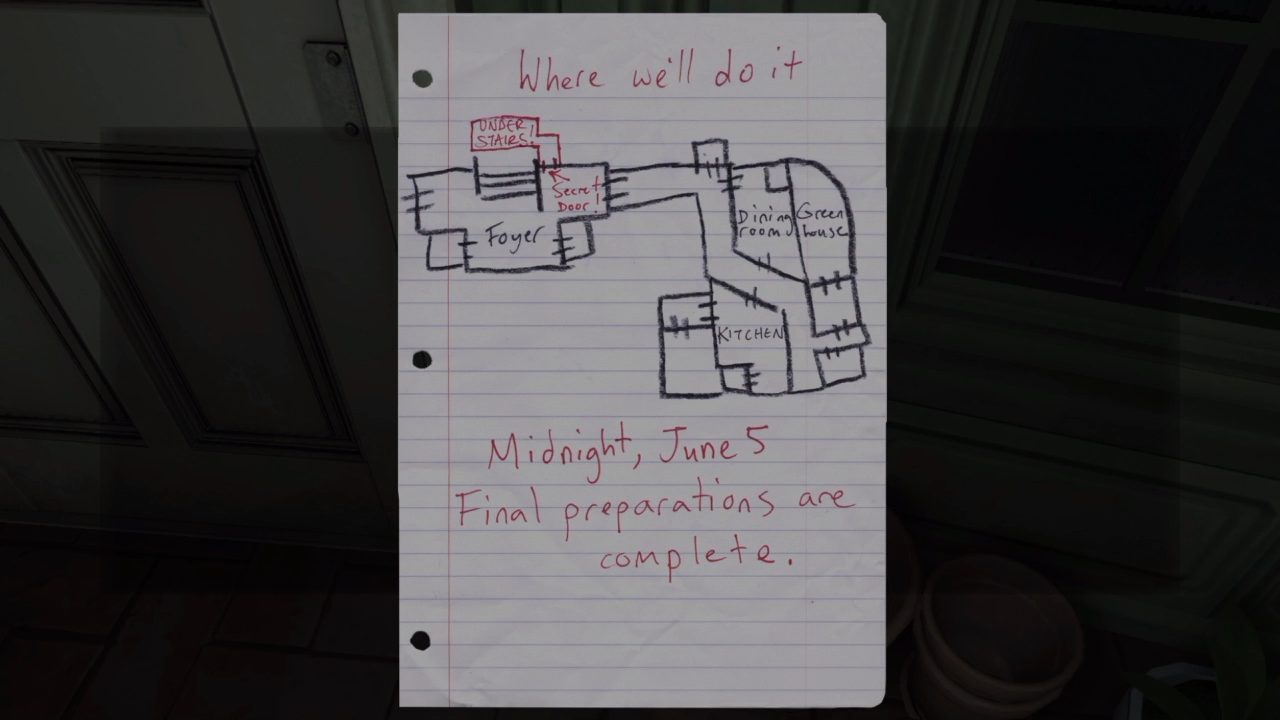 Where we'll do it
UNDER
STAIRS!
Secret
Door!
Foyer
Dining
room
Green
house
KITCHEN
Midnight, June 5
Final preparations are
complete.